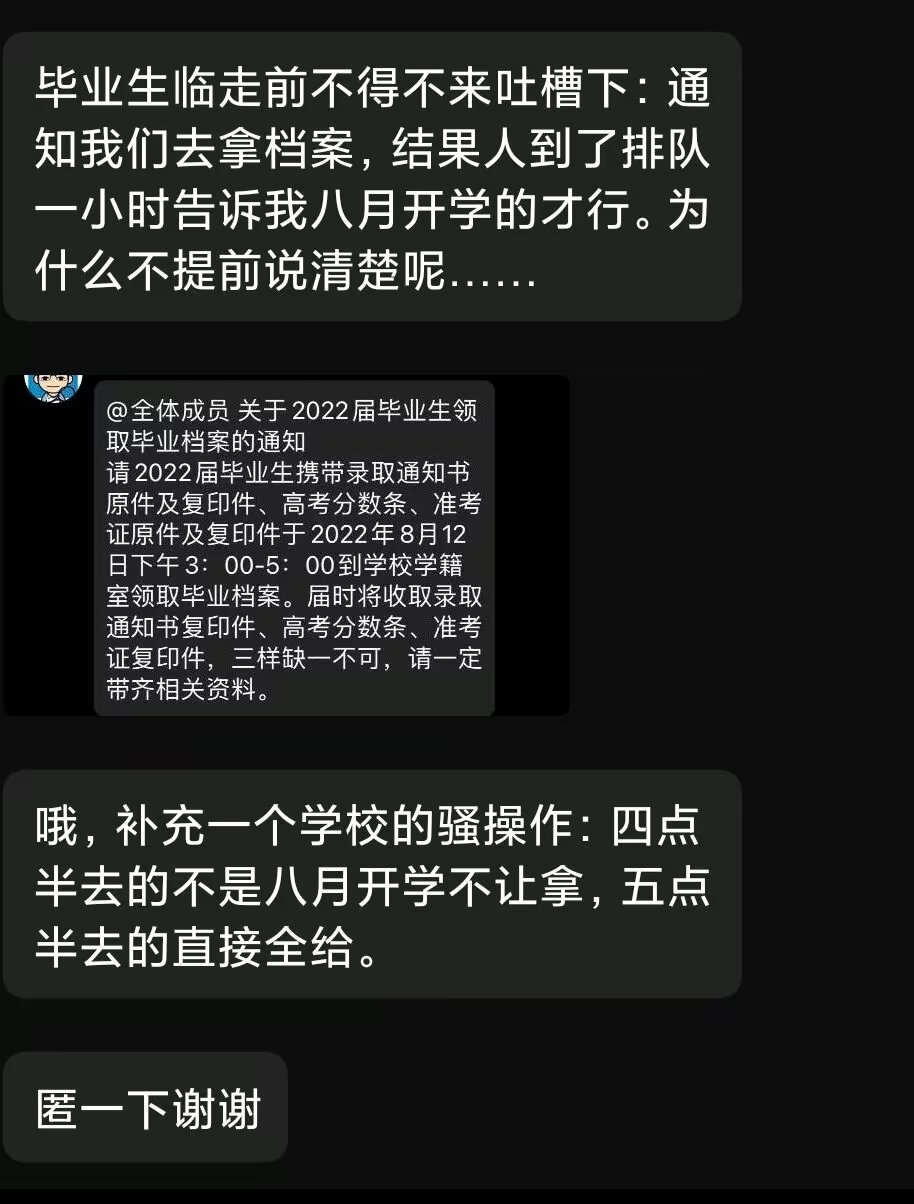 毕业生临走前不得不来吐槽下：通
知我们去拿档案，结果人到了排队
一小时告诉我八月开学的才行。为
什么不提前说清楚呢……
@全体成员 关于2022届毕业生领
取毕业档案的通知
请2022届毕业生携带录取通知书
原件及复印件、高考分数条、准考
证原件及复印件于2022年8月12
日下午3：00-5：00到学校学籍
室领取毕业档案。届时将收取录取
通知书复印件、高考分数条、准考
证复印件，三样缺一不可，请一定
带齐相关资料。
哦，补充一个学校的骚操作：四点
半去的不是八月开学不让拿，五点
半去的直接全给。
匿一下谢谢